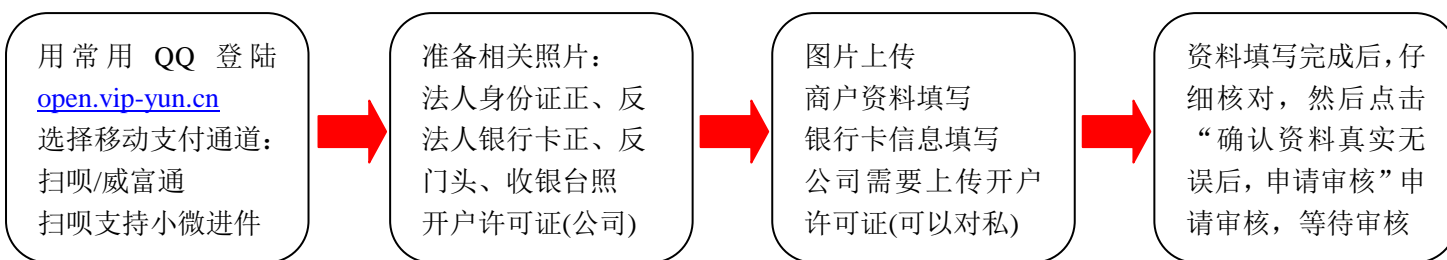 用常用 QQ 登陆
open.vip-yun.cn
选择移动支付通道：
扫呗/威富通
扫呗支持小微进件
准备相关照片：
法人身份证正、反
法人银行卡正、反
门头、收银台照
开户许可证(公司)
图片上传
商户资料填写
银行卡信息填写
公司需要上传开户
许可证(可以对私)
资料填写完成后，仔
细核对，然后点击
“确认资料真实无
误后，申请审核”申
请审核，等待审核